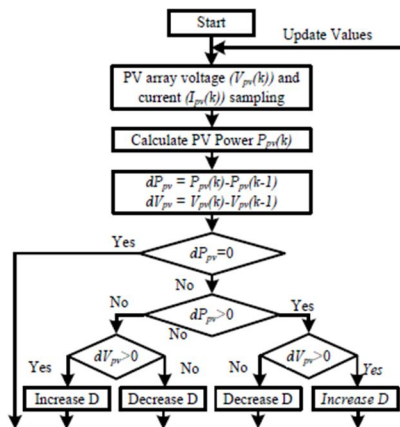 Start
Update Values
PV array voltage (Vpv(k)) and
current (Ipv(k)) sampling
Calculate PV Power Ppv(k)
dPpv = Ppv(k)-Ppv(k-1)
dVpv = Vpv(k)-Vpv(k-1)
Yes
dPpv=0
No
No
dPpv>0
Yes
No
Yes
dVpv>0
No
No
dVpv>0
Yes
Increase D
Decrease D
Decrease D
Increase D